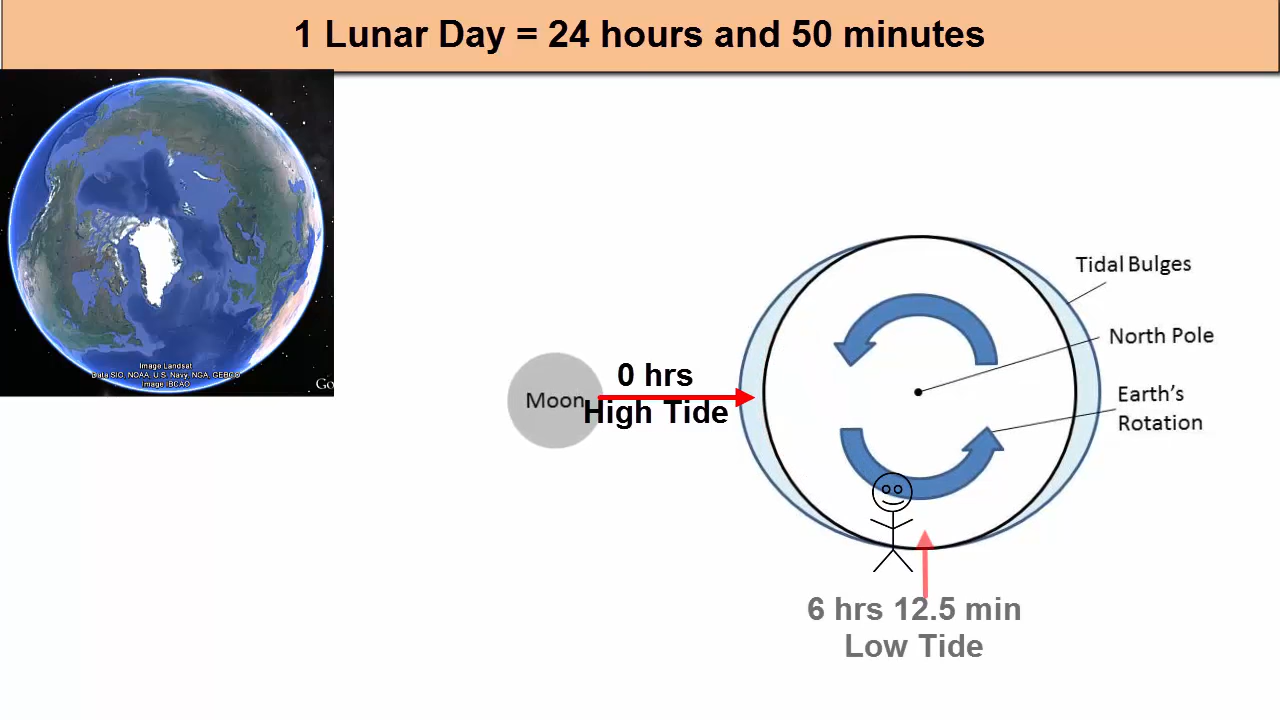 1 Lunar Day = 24 hours and 50 minutes
Image Landsat
Data SIO, NOAA, U.S. Navy, NGA, GEBCO
Image IBCAO
Go
Tidal Bulges
North Pole
Earth's
Rotation
0 hrs
Moon
High Tide
6 hrs 12.5 min
Low Tide